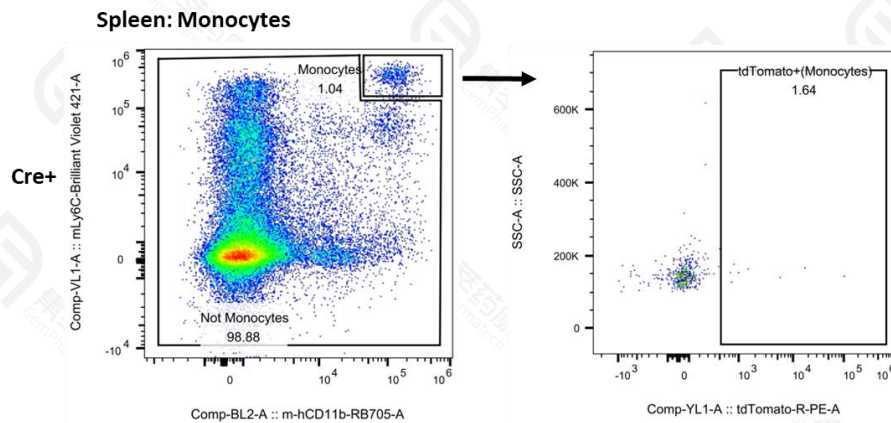 Spleen: Monocytes
Cre+
Comp-VL1-A :: mLy6C-Brilliant Violet 421-A
10^6
10^5
10^4
0
-10^4
Monocytes
1.04
Not Monocytes
98.88
0
10^4
10^5
10^6
Comp-BL2-A :: m-hCD11b-RB705-A
SSC-A :: SSC-A
600K
400K
200K
0
tdTomato+(Monocytes)
1.64
-10^3
0
10^3
10^4
10^5
10^6
Comp-YL1-A :: tdTomato-R-PE-A